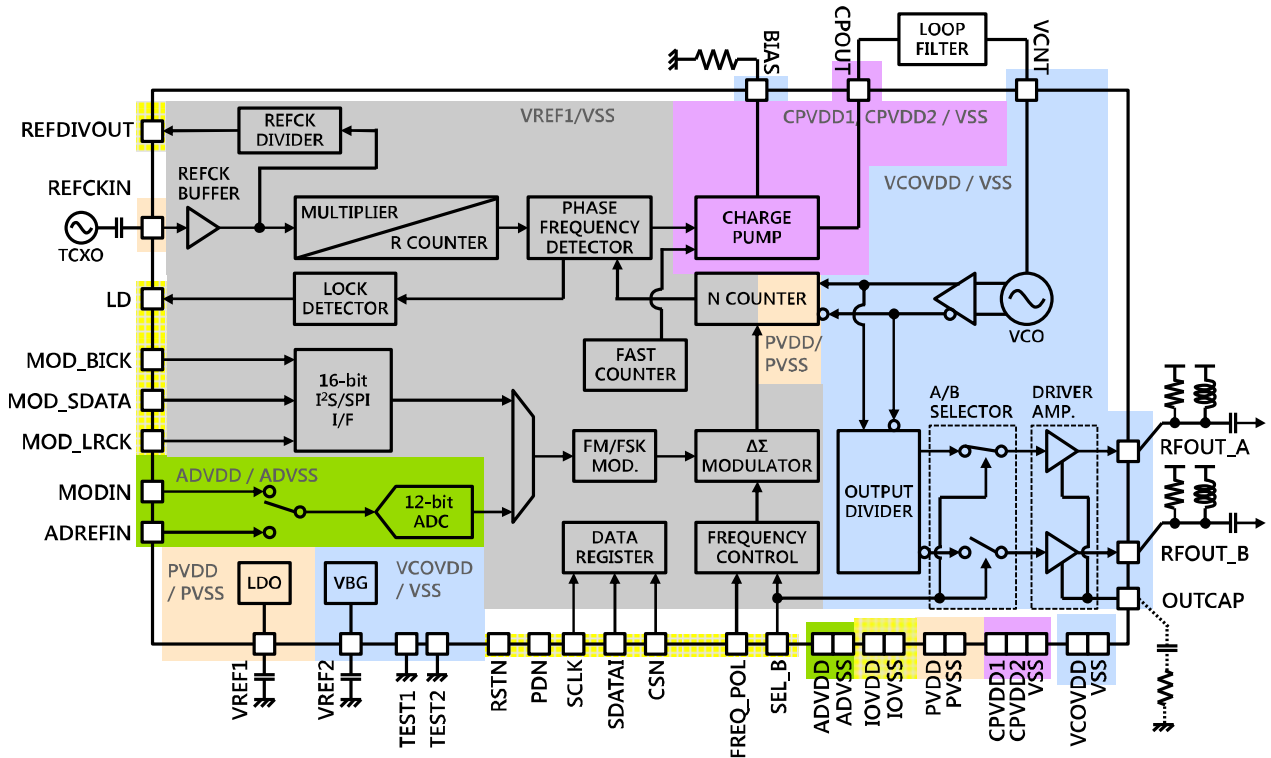 BIAS
CPOUT
LOOP
FILTER
VCNT
VREF1/VSS
CPVDD1, CPVDD2 / VSS
REFDIVOUT
REFCK
DIVIDER
REFCKIN
REFCK
BUFFER
VCOVDD / VSS
TCXO
MULTIPLIER
R COUNTER
PHASE
FREQUENCY
DETECTOR
CHARGE
PUMP
LD
LOCK
DETECTOR
N COUNTER
VCO
PVDD/
PVSS
FAST
COUNTER
MOD_BICK
MOD_SDATA
MOD_LRCK
16-bit
I²S/SPI
I/F
A/B
SELECTOR
DRIVER
AMP.
RFOUT_A
FM/FSK
MOD.
ΔΣ
MODULATOR
ADVDD / ADVSS
MODIN
ADREFIN
12-bit
ADC
OUTPUT
DIVIDER
RFOUT_B
DATA
REGISTER
FREQUENCY
CONTROL
PVDD
/ PVSS
LDO
VBG
VCOVDD
/ VSS
OUTCAP
VREF1
VREF2
TEST1
TEST2
RSTN
PDN
SCLK
SDATAI
CSN
FREQ_POL
SEL_B
ADVDD
ADVSS
IOVDD
IOVSS
PVDD
PVSS
CPVDD1
CPVDD2
VSS
VCOVDD
VSS